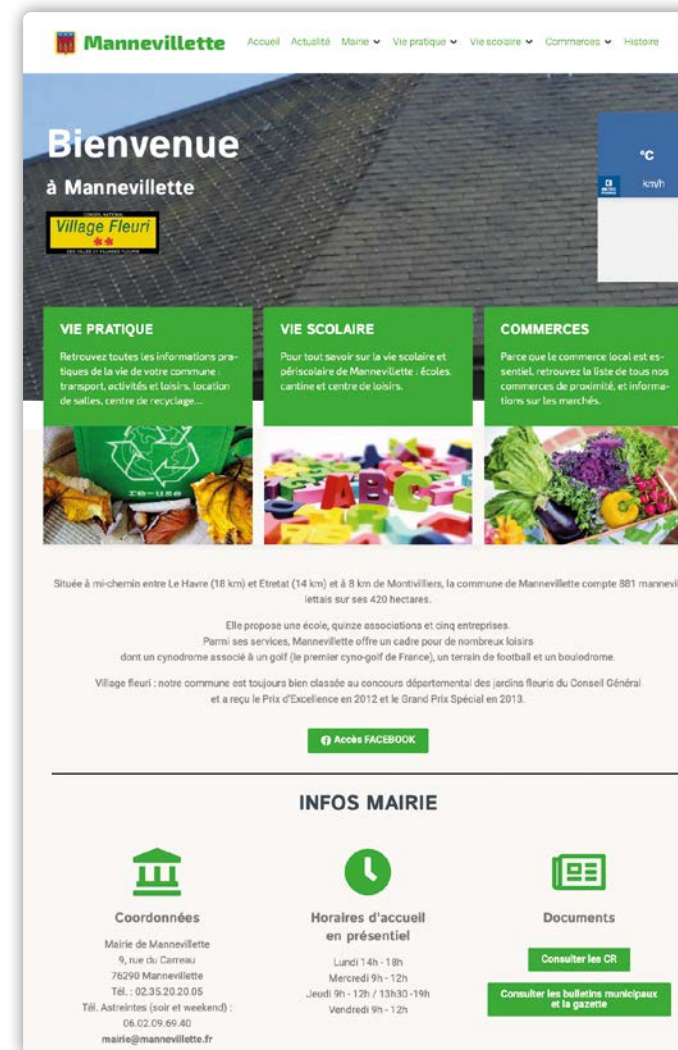 Mannevillette
Accueil Actualité Mairie Vie pratique Vie scolaire Commerces Histoire
Bienvenue
à Mannevillette
CONSEIL NATIONAL
Village Fleuri
DES VILLES ET VILLAGES FLEURIS
°C
METEO FRANCE
km/h
VIE PRATIQUE
Retrouvez toutes les informations pra-
tiques de la vie de votre commune :
transport, activités et loisirs, location
de salles, centre de recyclage...
VIE SCOLAIRE
Pour tout savoir sur la vie scolaire et
périscolaire de Mannevillette : écoles,
cantine et centre de loisirs.
COMMERCES
Parce que le commerce local est es-
sentiel, retrouvez la liste de tous nos
commerces de proximité, et informa-
tions sur les marchés.
re-use
ABC
Située à mi-chemin entre Le Havre (18 km) et Etretat (14 km) et à 8 km de Montivilliers, la commune de Mannevillette compte 881 mannevil
lettais sur ses 420 hectares.
Elle propose une école, quinze associations et cinq entreprises.
Parmi ses services, Mannevillette offre un cadre pour de nombreux loisirs
dont un cynodrome associé à un golf (le premier cyno-golf de France), un terrain de football et un boulodrome.
Village fleuri : notre commune est toujours bien classée au concours départemental des jardins fleuris du Conseil Général
et a reçu le Prix d'Excellence en 2012 et le Grand Prix Spécial en 2013.
Accès FACEBOOK
INFOS MAIRIE
Coordonnées
Mairie de Mannevillette
9, rue du Carreau
76290 Mannevillette
Tél. : 02.35.20.20.05
Tél. Astreintes (soir et weekend) :
06.02.09.69.40
mairie@mannevillette.fr
Horaires d'accueil
en présentiel
Lundi 14h - 18h
Mercredi 9h - 12h
Jeudi 9h - 12h / 13h30 -19h
Vendredi 9h - 12h
Documents
Consulter les CR
Consulter les bulletins municipaux
et la gazette